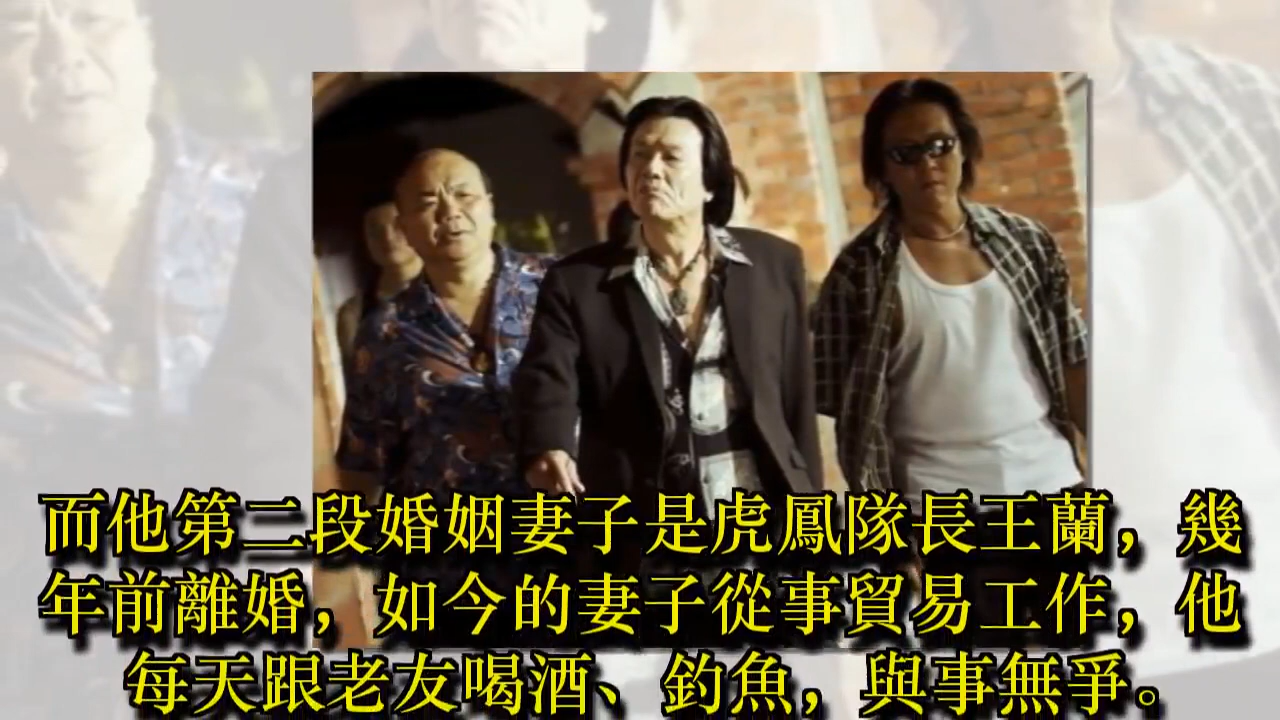 而他第二段婚姻妻子是虎鳳隊長王蘭，幾
年前離婚，如今的妻子從事貿易工作，他
每天跟老友喝酒、釣魚，與事無爭。